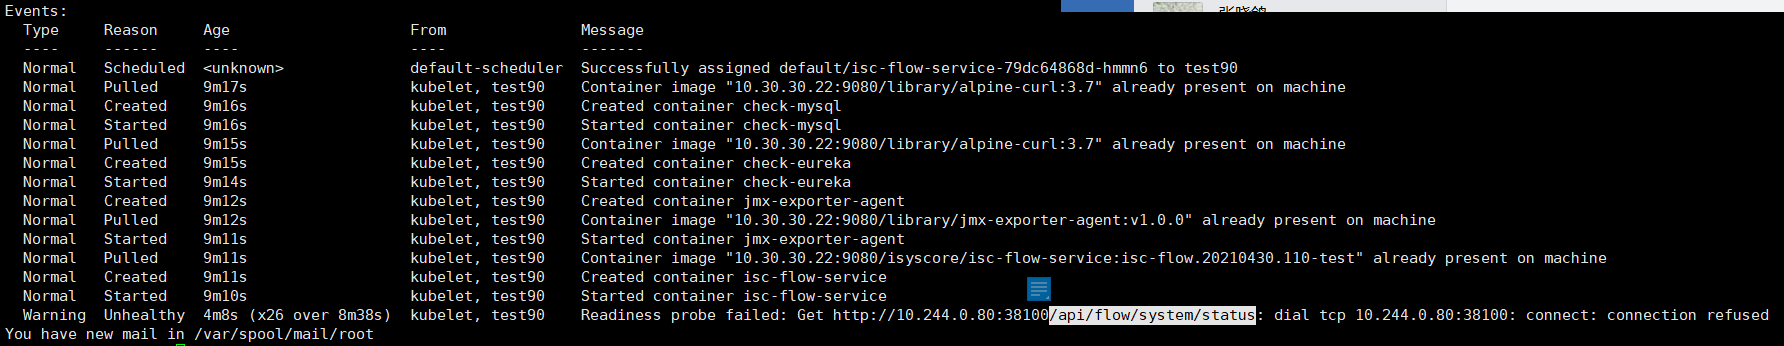 张晓鸽
Events:
  Type     Reason     Age                    From               Message
  ----     ------     ----                   ----               -------
  Normal   Scheduled  <unknown>              default-scheduler  Successfully assigned default/isc-flow-service-79dc64868d-hmmn6 to test90
  Normal   Pulled     9m17s                  kubelet, test90    Container image "10.30.30.22:9080/library/alpine-curl:3.7" already present on machine
  Normal   Created    9m16s                  kubelet, test90    Created container check-mysql
  Normal   Started    9m16s                  kubelet, test90    Started container check-mysql
  Normal   Pulled     9m15s                  kubelet, test90    Container image "10.30.30.22:9080/library/alpine-curl:3.7" already present on machine
  Normal   Created    9m15s                  kubelet, test90    Created container check-eureka
  Normal   Started    9m14s                  kubelet, test90    Started container check-eureka
  Normal   Created    9m12s                  kubelet, test90    Created container jmx-exporter-agent
  Normal   Pulled     9m12s                  kubelet, test90    Container image "10.30.30.22:9080/library/jmx-exporter-agent:v1.0.0" already present on machine
  Normal   Started    9m11s                  kubelet, test90    Started container jmx-exporter-agent
  Normal   Pulled     9m11s                  kubelet, test90    Container image "10.30.30.22:9080/isyscore/isc-flow-service:isc-flow.20210430.110-test" already present on machine
  Normal   Created    9m11s                  kubelet, test90    Created container isc-flow-service
  Normal   Started    9m10s                  kubelet, test90    Started container isc-flow-service
  Warning  Unhealthy  4m8s (x26 over 8m38s)  kubelet, test90    Readiness probe failed: Get http://10.244.0.80:38100/api/flow/system/status: dial tcp 10.244.0.80:38100: connect: connection refused
You have new mail in /var/spool/mail/root